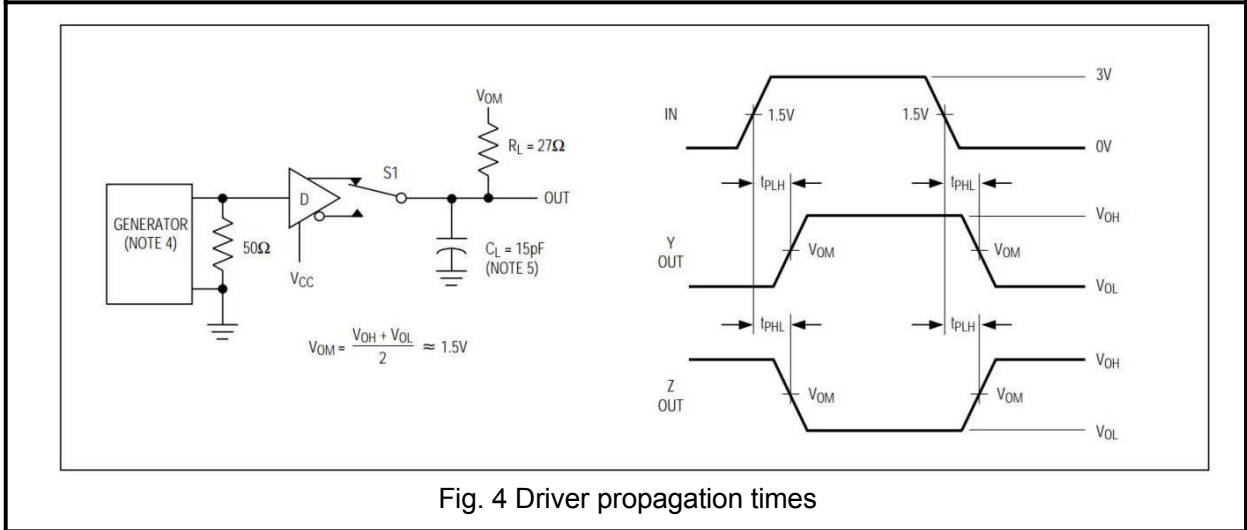 GENERATOR
(NOTE 4)
50Ω
D
VCC
S1
VOM
RL = 27Ω
OUT
CL = 15pF
(NOTE 5)
VOM = VOH + VOL / 2 ≈ 1.5V
IN
1.5V
1.5V
3V
0V
tPLH
tPHL
Y
OUT
VOM
VOM
VOH
VOL
tPHL
tPLH
Z
OUT
VOM
VOM
VOH
VOL
Fig. 4 Driver propagation times